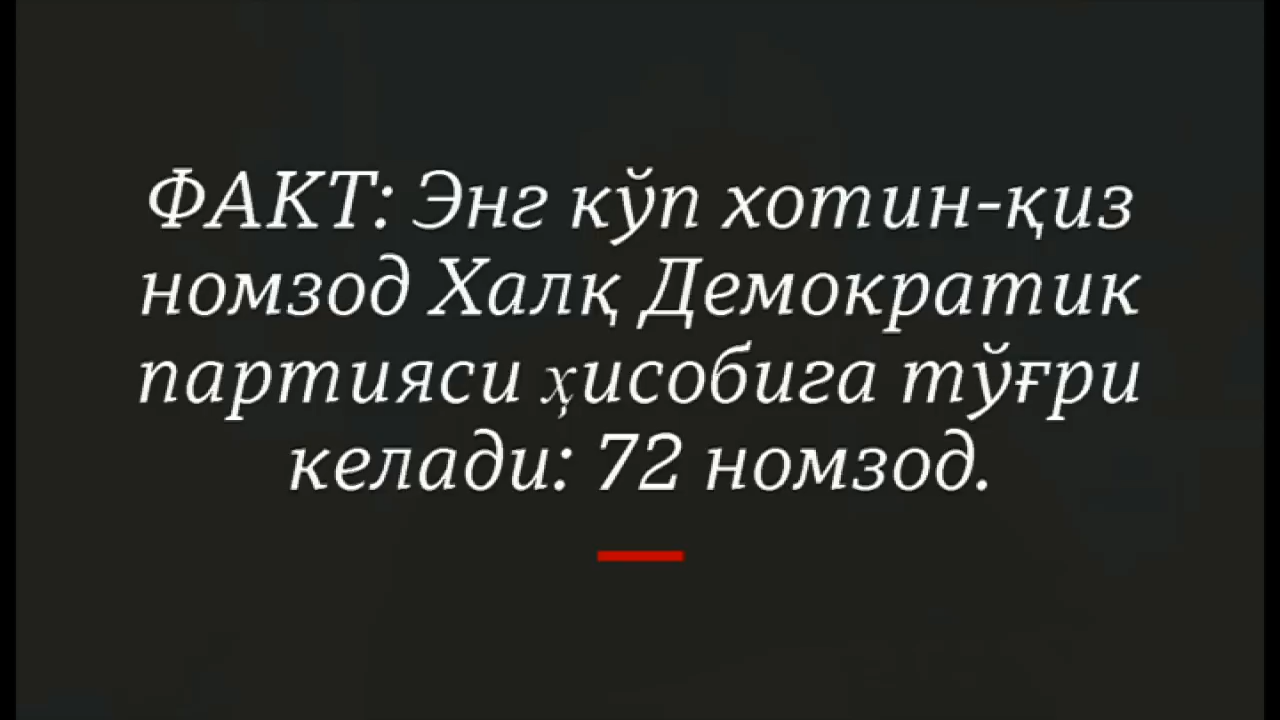 ФАКТ: Энг кўп хотин-қиз
номзод Халқ Демократик
партияси ҳисобига тўғри
келади: 72 номзод.